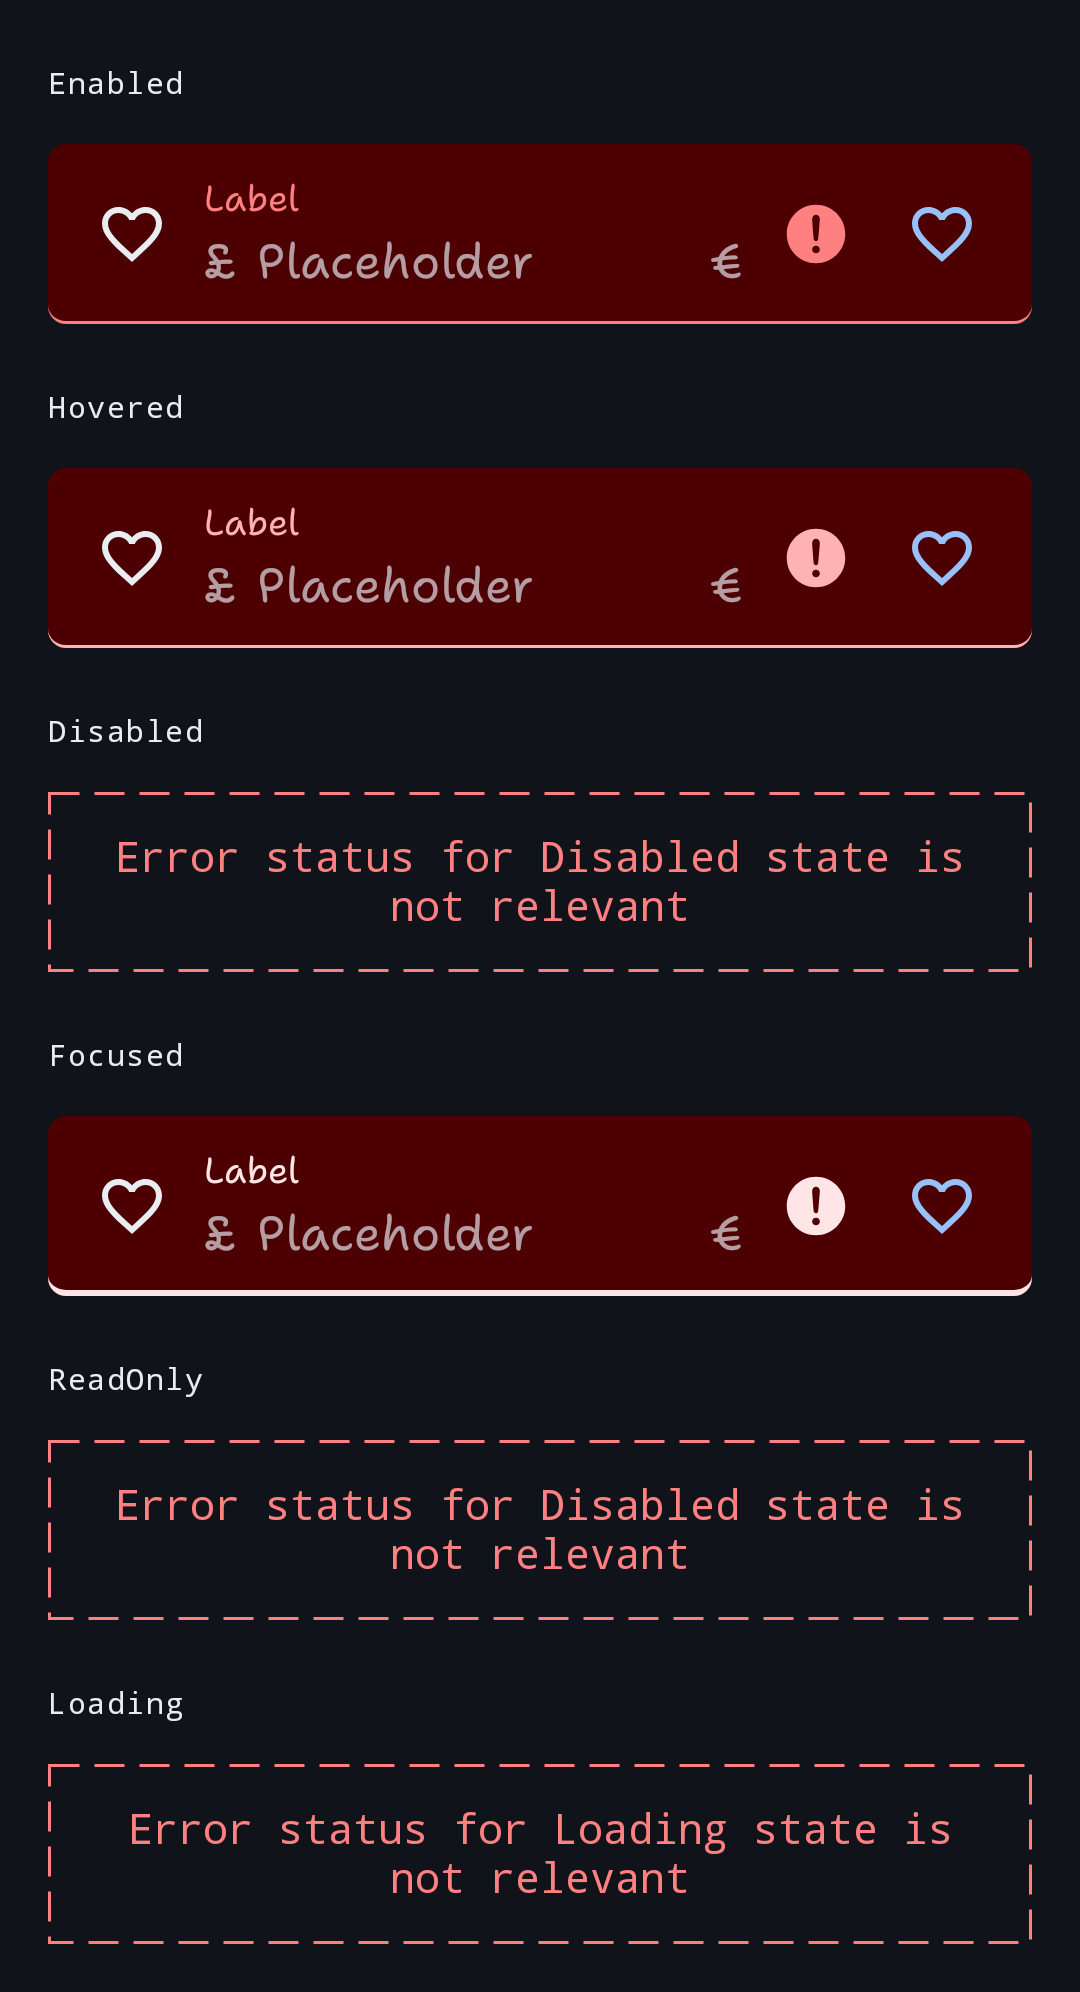 Enabled
Label
£ Placeholder €
Hovered
Label
£ Placeholder €
Disabled
Error status for Disabled state is
not relevant
Focused
Label
£ Placeholder €
ReadOnly
Error status for Disabled state is
not relevant
Loading
Error status for Loading state is
not relevant